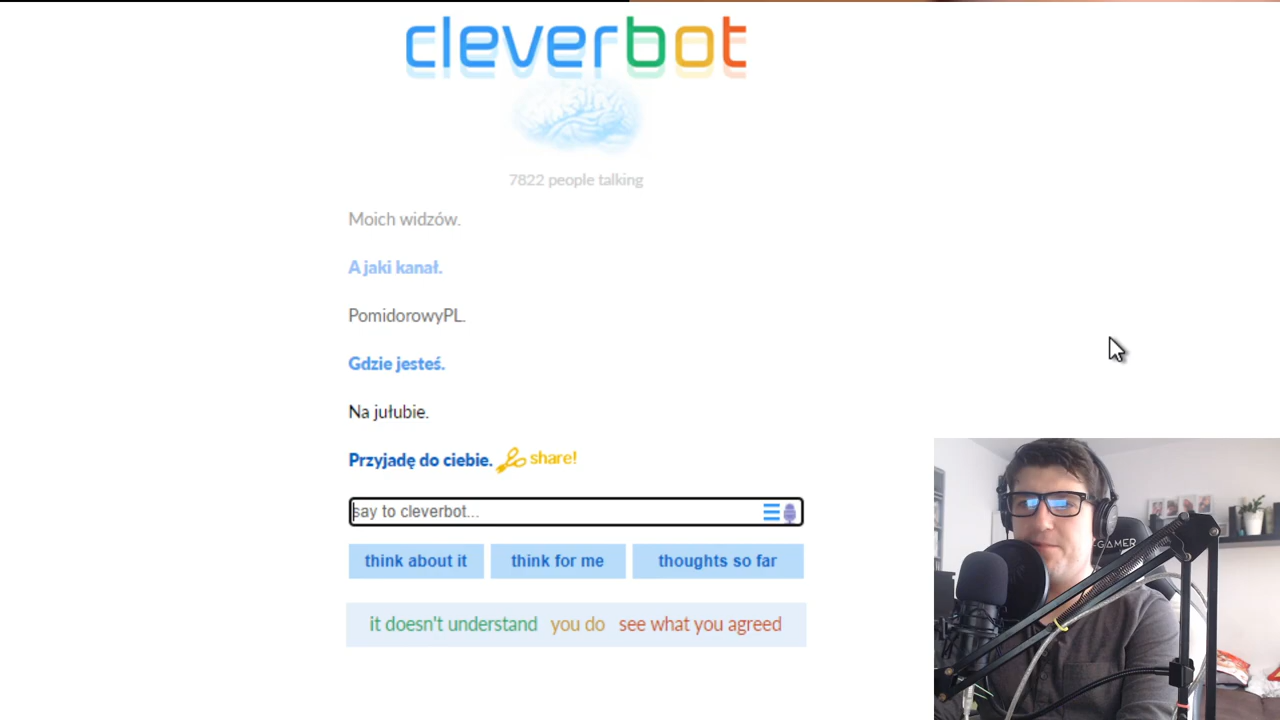 cleverbot
7822 people talking
Moich widzów.
A jaki kanał.
PomidorowyPL.
Gdzie jesteś.
Na jułubie.
Przyjadę do ciebie. share!
say to cleverbot...
think about it think for me thoughts so far
it doesn't understand you do see what you agreed
GAMER